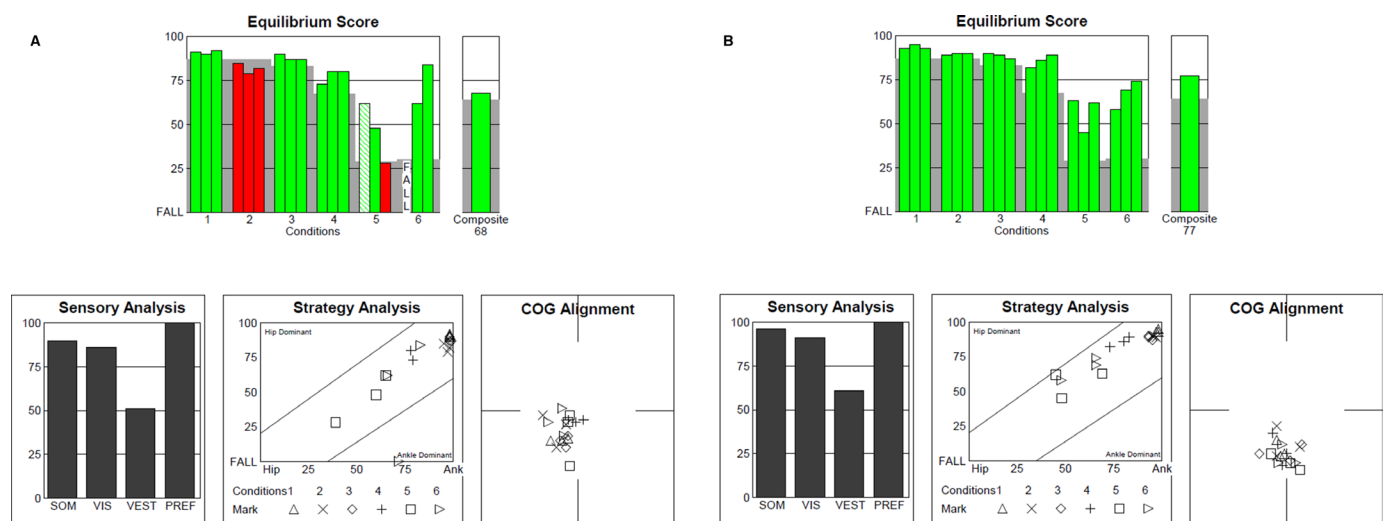 A
Equilibrium Score
100
75
50
25
FALL
FALL
1 2 3 4 5 6
Conditions
Composite
68
Sensory Analysis
100
75
50
25
0
SOM VIS VEST PREF
Strategy Analysis
100
75
50
25
FALL
Hip Dominant
Ankle Dominant
Hip 25 50 75 Ank
Conditions1 2 3 4 5 6
Mark
COG Alignment
B
Equilibrium Score
100
75
50
25
FALL
1 2 3 4 5 6
Conditions
Composite
77
Sensory Analysis
100
75
50
25
0
SOM VIS VEST PREF
Strategy Analysis
100
75
50
25
FALL
Hip Dominant
Ankle Dominant
Hip 25 50 75 Ank
Conditions1 2 3 4 5 6
Mark
COG Alignment